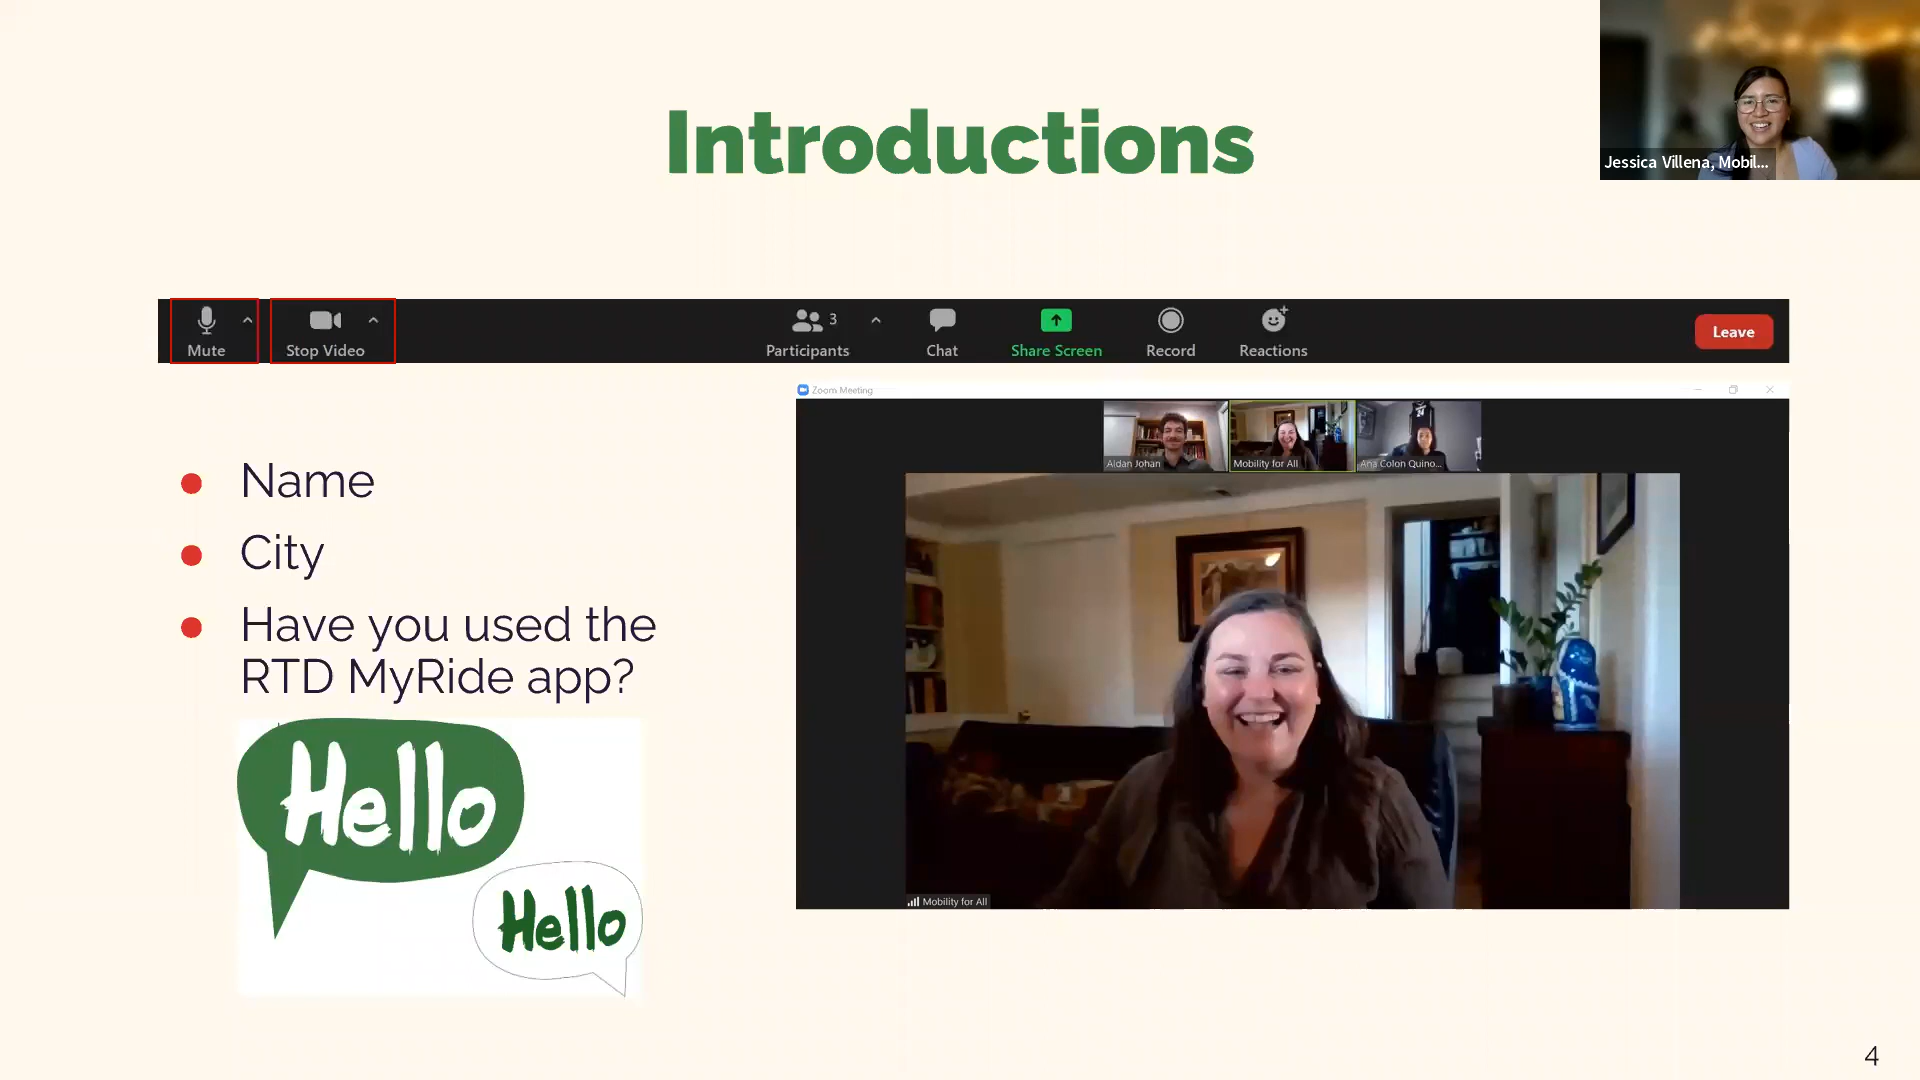 Introductions
Jessica Villena, Mobil...
Mute
Stop Video
3
Participants
Chat
Share Screen
Record
Reactions
Leave
Zoom Meeting
Aidan Johan
Mobility for All
Ana Colon Quino...
Name
City
Have you used the
RTD MyRide app?
Hello
Hello
Mobility for All
4